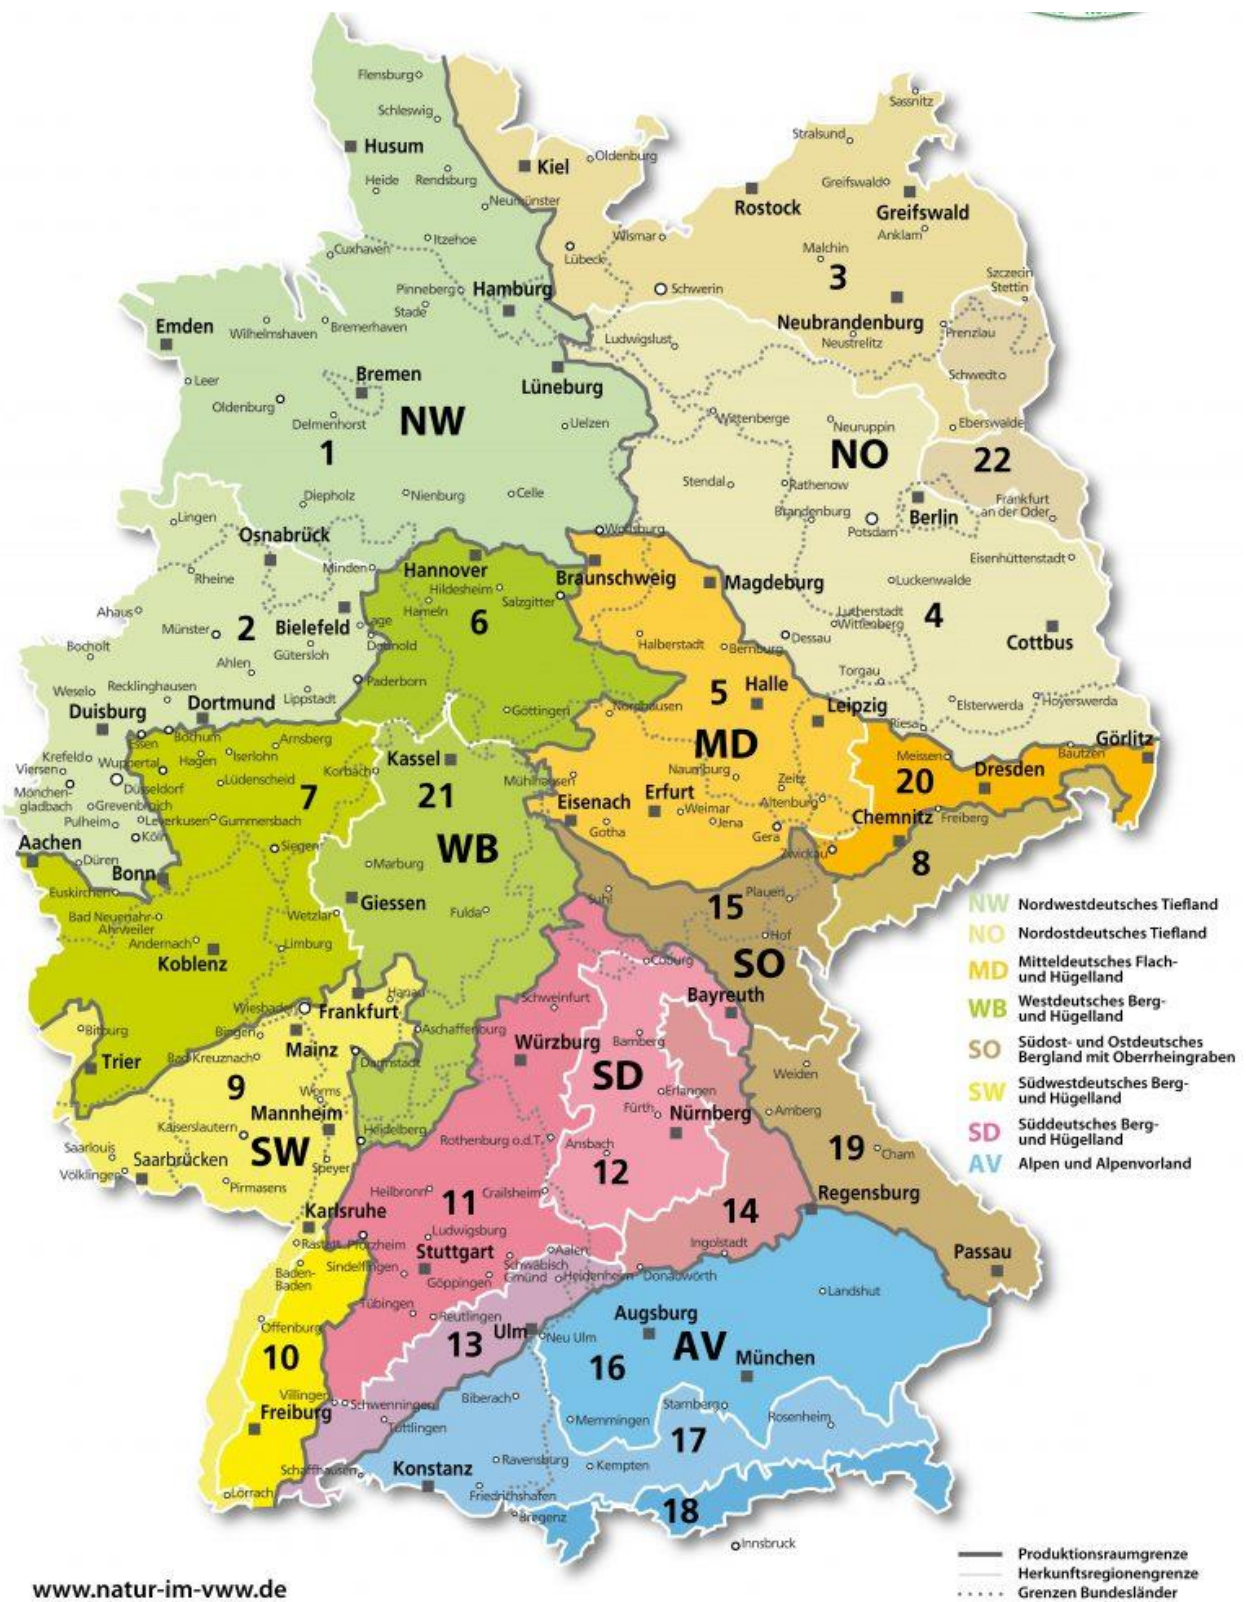 Flensburg
Schleswig
Husum
Heide
Rendsburg
Neumünster
Kiel
Oldenburg
Sassnitz
Stralsund
Greifswald
Rostock
Greifswald
Anklam
Wismar
Malchin
Cuxhaven
Itzehoe
Lübeck
3
Szczecin
Stettin
Pinneberg
Hamburg
Schwerin
Stade
Emden
Wilhelmshaven
Bremerhaven
Neubrandenburg
Neustrelitz
Prenzlau
Ludwigslust
Schwedt
Leer
Bremen
Lüneburg
Oldenburg
Delmenhorst
NW
Uelzen
Wittenberge
Neuruppin
Eberswalde
1
NO
22
Stendal
Rathenow
Diepholz
Nienburg
Celle
Brandenburg
Berlin
Frankfurt
an der Oder
Lingen
Potsdam
Osnabrück
Wolfsburg
Eisenhüttenstadt
Minden
Hannover
Braunschweig
Magdeburg
Luckenwalde
Rheine
Hildesheim
Salzgitter
Hameln
Ahaus
6
Lutherstadt
Wittenberg
4
Münster
2
Bielefeld
Lage
Detmold
Dessau
Cottbus
Bocholt
Gütersloh
Halberstadt
Bernburg
Ahlen
Torgau
Wesel
Recklinghausen
Lippstadt
Paderborn
5
Halle
Duisburg
Dortmund
Göttingen
Nordhausen
Leipzig
Elsterwerda
Hoyerswerda
Riesa
Essen
Bochum
Arnsberg
MD
Görlitz
Krefeld
Wuppertal
Hagen
Iserlohn
Kassel
Meissen
Bautzen
Viersen
Korbach
Naumburg
Dresden
Mönchen-
gladbach
Düsseldorf
Lüdenscheid
7
21
Mühlhausen
Zeitz
20
Grevenbroich
Eisenach
Erfurt
Weimar
Altenburg
Pulheim
Leverkusen
Gummersbach
Jena
Chemnitz
Freiberg
Köln
Gotha
Gera
Aachen
Siegen
WB
Zwickau
Düren
Marburg
8
Bonn
Euskirchen
Suhl
Plauen
Giessen
15
Bad Neuenahr-
Ahrweiler
Wetzlar
Fulda
Andernach
Limburg
Hof
Koblenz
SO
Coburg
Wiesbaden
Hanau
Schweinfurt
Bayreuth
Frankfurt
Bitburg
Bingen
Aschaffenburg
Trier
Mainz
Würzburg
Bamberg
Bad Kreuznach
Darmstadt
SD
Weiden
9
Worms
Erlangen
Mannheim
Fürth
Nürnberg
Amberg
Kaiserslautern
Heidelberg
Rothenburg o.d.T.
Ansbach
19
Saarlouis
SW
Cham
Saarbrücken
Speyer
12
Völklingen
Pirmasens
Heilbronn
11
Crailsheim
14
Regensburg
Karlsruhe
Ludwigsburg
Rastatt
Pforzheim
Stuttgart
Aalen
Ingolstadt
Passau
Baden-
Baden
Sindelfingen
Göppingen
Schwäbisch
Gmünd
Heidenheim
Donauwörth
Landshut
Tübingen
Reutlingen
Augsburg
Offenburg
13
Ulm
Neu Ulm
AV
10
16
München
Villingen
Schwenningen
Biberach
Starnberg
Freiburg
Tuttlingen
Memmingen
Rosenheim
17
Schaffhausen
Konstanz
Ravensburg
Kempten
Lörrach
Friedrichshafen
18
Bregenz
Innsbruck
NW Nordwestdeutsches Tiefland
NO Nordostdeutsches Tiefland
MD Mitteldeutsches Flach-
und Hügelland
WB Westdeutsches Berg-
und Hügelland
SO Südost- und Ostdeutsches
Bergland mit Oberrheingraben
SW Südwestdeutsches Berg-
und Hügelland
SD Süddeutsches Berg-
und Hügelland
AV Alpen und Alpenvorland
Produktionsraumgrenze
Herkunftsregionengrenze
Grenzen Bundesländer
www.natur-im-vww.de